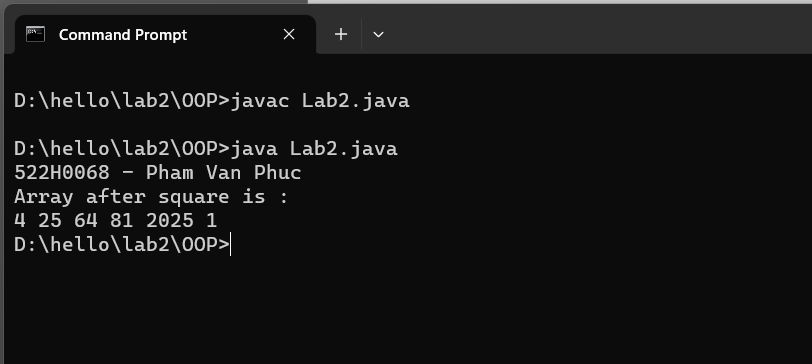 Command Prompt
D:\hello\lab2\OOP>javac Lab2.java
D:\hello\lab2\OOP>java Lab2.java
522H0068 - Pham Van Phuc
Array after square is :
4 25 64 81 2025 1
D:\hello\lab2\OOP>